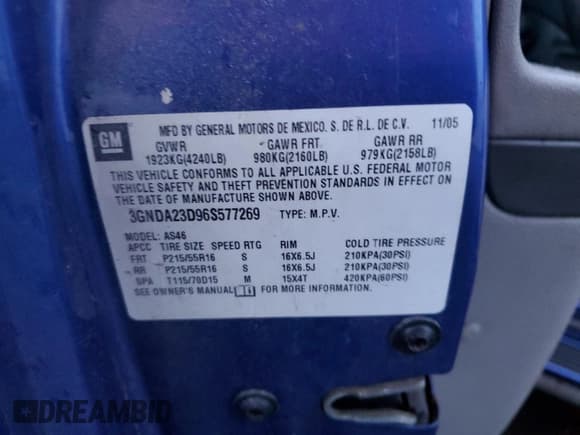 GM
MFD BY GENERAL MOTORS DE MEXICO. S. DE R.L. DE C.V. 11/05
GVWR GAWR FRT GAWR RR
1923KG(4240LB) 980KG(2160LB) 979KG(2158LB)
THIS VEHICLE CONFORMS TO ALL APPLICABLE U.S. FEDERAL MOTOR
VEHICLE SAFETY AND THEFT PREVENTION STANDARDS IN EFFECT ON
THE DATE OF MANUFACTURE SHOWN ABOVE.
3GNDA23D96S577269 TYPE: M.P.V.
MODEL: AS46
APCC TIRE SIZE SPEED RTG RIM COLD TIRE PRESSURE
FRT P215/55R16 S 16X6.5J 210KPA(30PSI)
RR P215/55R16 S 16X6.5J 210KPA(30PSI)
SPA T115/70D15 M 15X4T 420KPA(60PSI)
SEE OWNER'S MANUAL FOR MORE INFORMATION.
DREAMBID